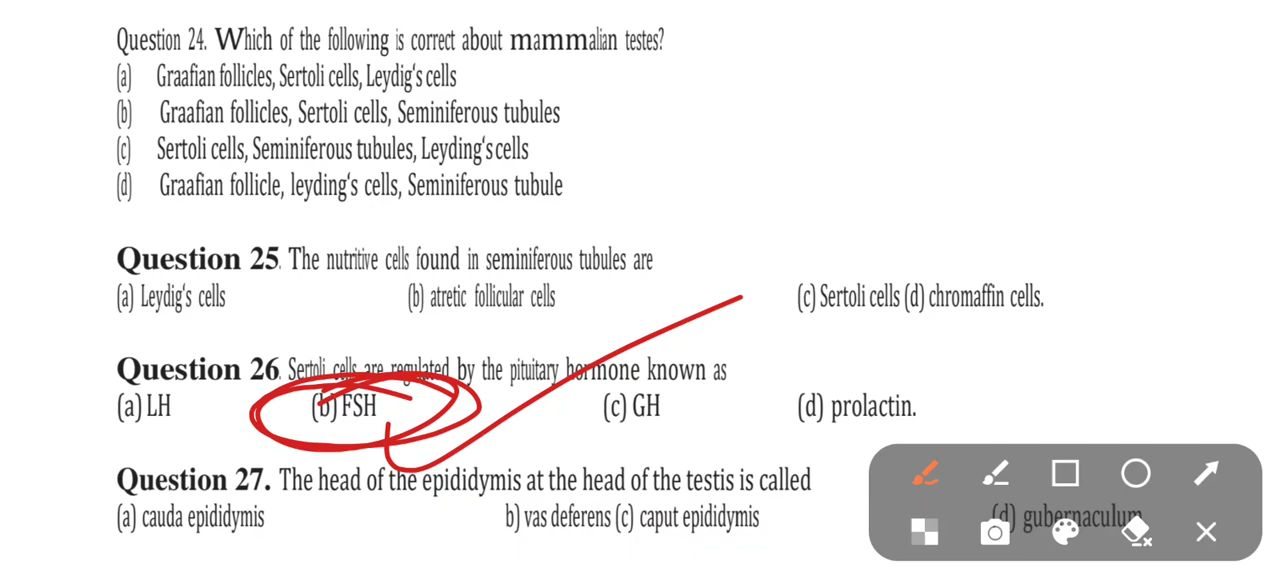 Question 24. Which of the following is correct about mammalian testes?
(a) Graafian follicles, Sertoli cells, Leydig's cells
(b) Graafian follicles, Sertoli cells, Seminiferous tubules
(c) Sertoli cells, Seminiferous tubules, Leyding's cells
(d) Graafian follicle, leyding's cells, Seminiferous tubule
Question 25. The nutritive cells found in seminiferous tubules are
(a) Leydig's cells (b) atretic follicular cells (c) Sertoli cells (d) chromaffin cells.
Question 26. Sertoli cells are regulated by the pituitary hormone known as
(a) LH (b) FSH (c) GH (d) prolactin.
Question 27. The head of the epididymis at the head of the testis is called
(a) cauda epididymis b) vas deferens (c) caput epididymis (d) gubernaculum